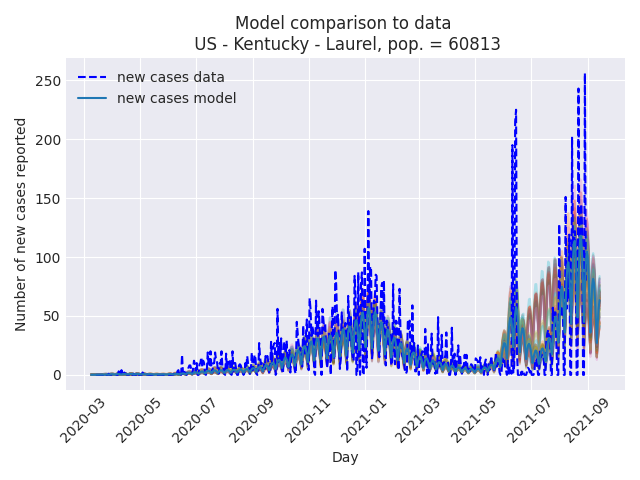 Model comparison to data
US - Kentucky - Laurel, pop. = 60813
new cases data
new cases model
Number of new cases reported
250
200
150
100
50
0
2020-03
2020-05
2020-07
2020-09
2020-11
2021-01
2021-03
2021-05
2021-07
2021-09
Day